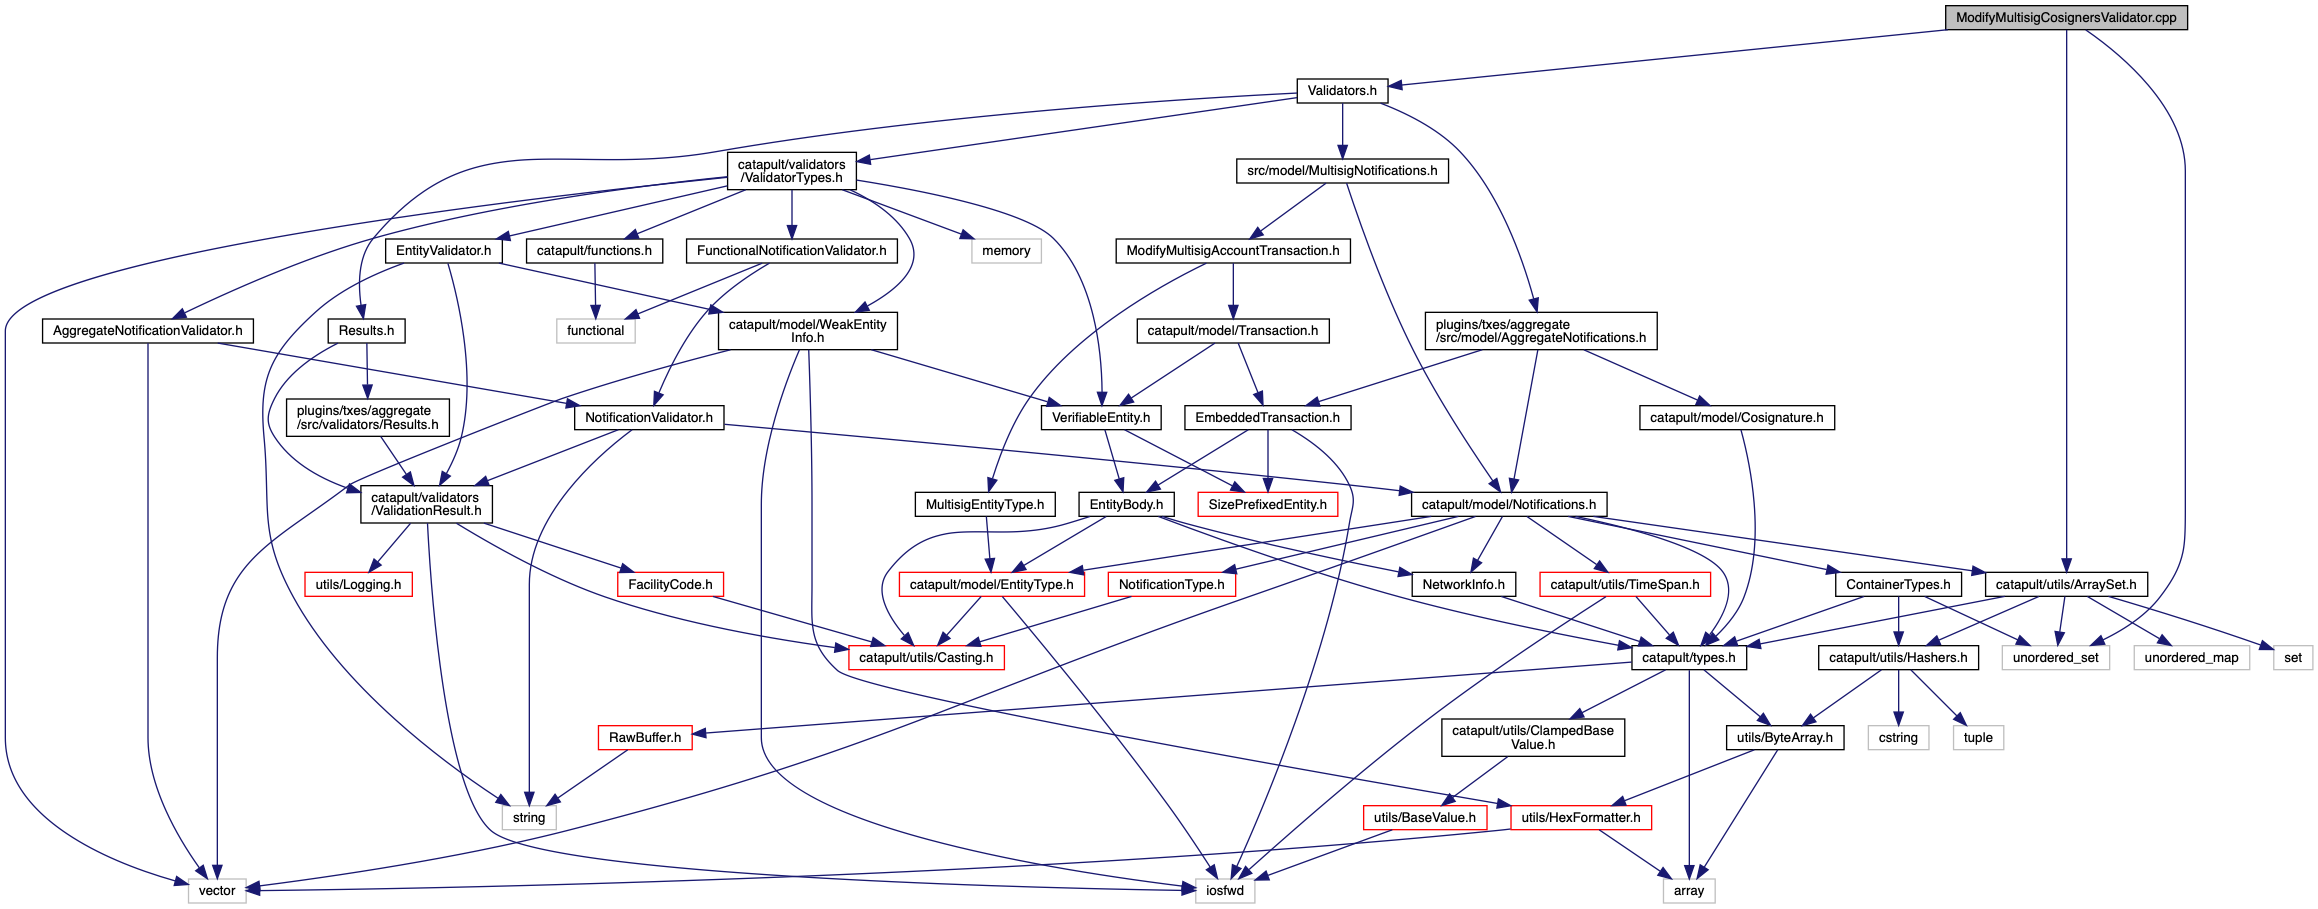 ModifyMultisigCosignersValidator.cpp
Validators.h
catapult/validators
/ValidatorTypes.h
src/model/MultisigNotifications.h
EntityValidator.h
catapult/functions.h
FunctionalNotificationValidator.h
memory
ModifyMultisigAccountTransaction.h
AggregateNotificationValidator.h
Results.h
functional
catapult/model/WeakEntity
Info.h
catapult/model/Transaction.h
plugins/txes/aggregate
/src/model/AggregateNotifications.h
plugins/txes/aggregate
/src/validators/Results.h
NotificationValidator.h
VerifiableEntity.h
EmbeddedTransaction.h
catapult/model/Cosignature.h
catapult/validators
/ValidationResult.h
MultisigEntityType.h
EntityBody.h
SizePrefixedEntity.h
catapult/model/Notifications.h
utils/Logging.h
FacilityCode.h
catapult/model/EntityType.h
NotificationType.h
NetworkInfo.h
catapult/utils/TimeSpan.h
ContainerTypes.h
catapult/utils/ArraySet.h
catapult/utils/Casting.h
catapult/types.h
catapult/utils/Hashers.h
unordered_set
unordered_map
set
RawBuffer.h
catapult/utils/ClampedBase
Value.h
utils/ByteArray.h
cstring
tuple
string
utils/BaseValue.h
utils/HexFormatter.h
vector
iosfwd
array